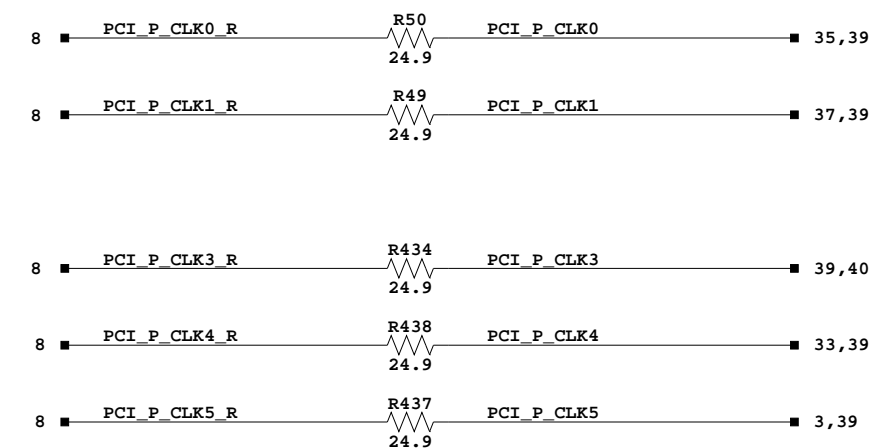 R50
8 PCI_P_CLK0_R PCI_P_CLK0 35,39
24.9
R49
8 PCI_P_CLK1_R PCI_P_CLK1 37,39
24.9
R434
8 PCI_P_CLK3_R PCI_P_CLK3 39,40
24.9
R438
8 PCI_P_CLK4_R PCI_P_CLK4 33,39
24.9
R437
8 PCI_P_CLK5_R PCI_P_CLK5 3,39
24.9